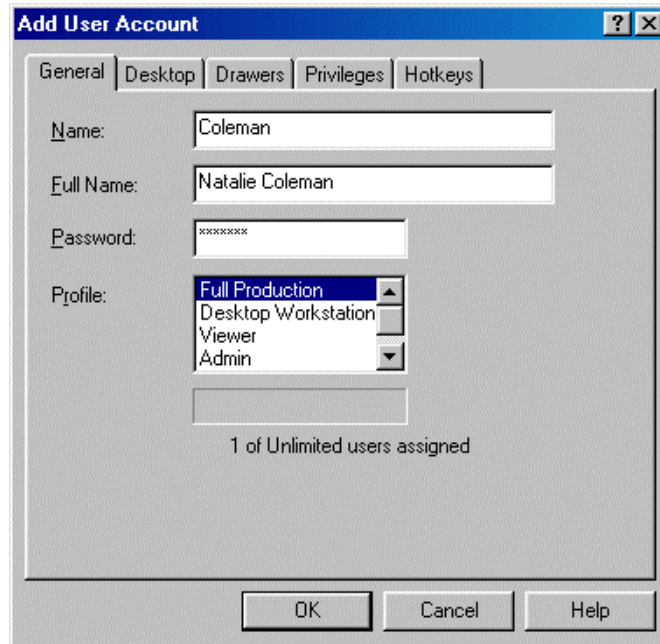 Add User Account
General Desktop Drawers Privileges Hotkeys
Name: Coleman
Full Name: Natalie Coleman
Password: xxxxxxx
Profile: Full Production
Desktop Workstation
Viewer
Admin
1 of Unlimited users assigned
OK Cancel Help